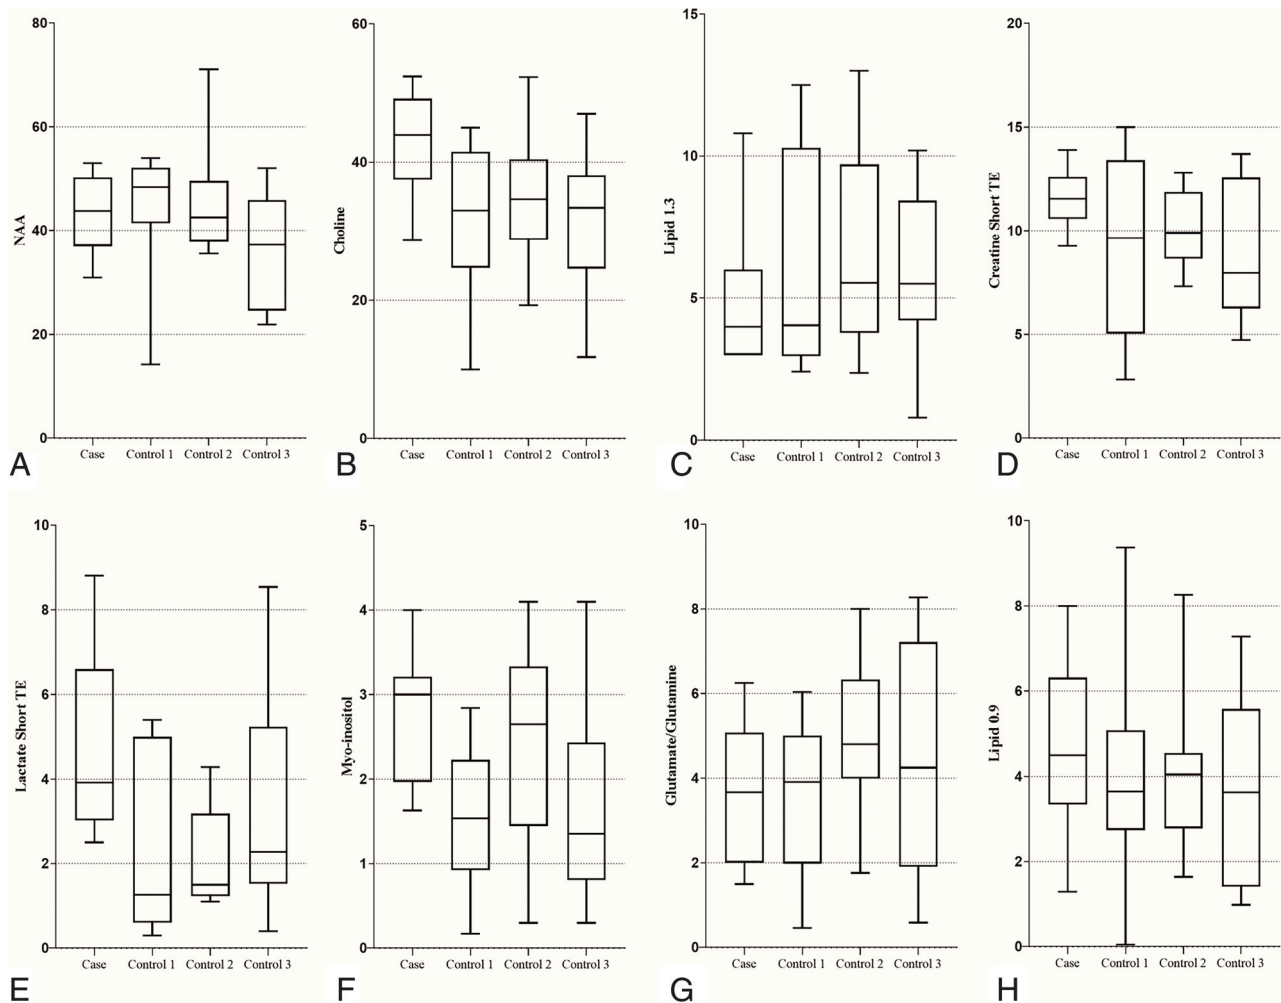 NAA
80
60
40
20
0
Case Control 1 Control 2 Control 3
A
Choline
60
40
20
0
Case Control 1 Control 2 Control 3
B
Lipid 1.3
15
10
5
0
Case Control 1 Control 2 Control 3
C
Creatine Short TE
20
15
10
5
0
Case Control 1 Control 2 Control 3
D
Lactate Short TE
10
8
6
4
2
0
Case Control 1 Control 2 Control 3
E
Myo-inositol
5
4
3
2
1
0
Case Control 1 Control 2 Control 3
F
Glutamate/Glutamine
10
8
6
4
2
0
Case Control 1 Control 2 Control 3
G
Lipid 0.9
10
8
6
4
2
0
Case Control 1 Control 2 Control 3
H